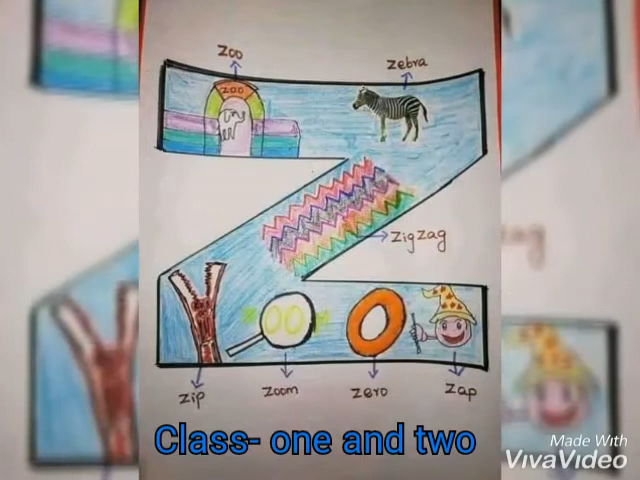 zoo
zebra
ZOO
zigzag
zip
zoom
zero
zap
Class- one and two
Made With
VivaVideo